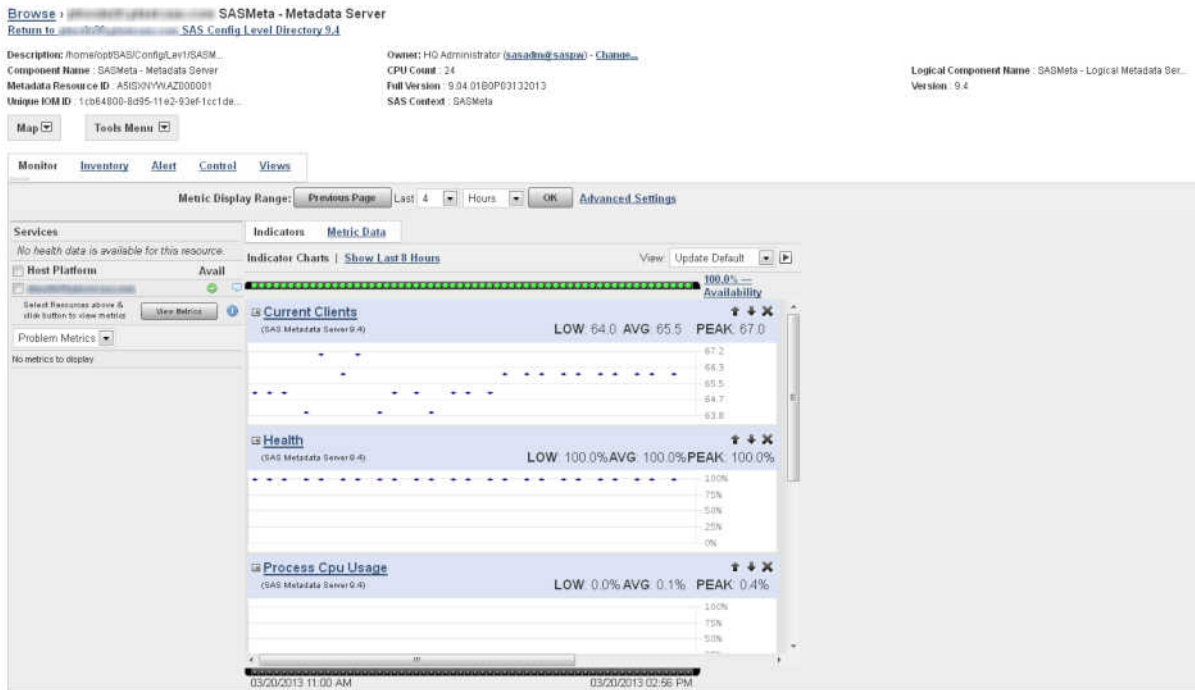 Browse › SASMeta - Metadata Server
Return to SAS Config Level Directory 9.4
Description: /home/opt/SAS/Config/Lev1/SASM...
Owner: HQ Administrator (sasadm@saspw) - Change...
Component Name : SASMeta - Metadata Server
CPU Count : 24
Logical Component Name : SASMeta - Logical Metadata Ser...
Metadata Resource ID : A5ISXNYW.AZ000001
Full Version : 9.04.01B0P03132013
Version : 9.4
Unique IOM ID : 1cb64800-8d95-11e2-93ef-1cc1de...
SAS Context : SASMeta
Map
Tools Menu
Monitor Inventory Alert Control Views
Metric Display Range: Previous Page Last 4 Hours OK Advanced Settings
Services
No health data is available for this resource.
Host Platform Avail
Select Resources above & click button to view metrics
View Metrics
Problem Metrics
No metrics to display
Indicators Metric Data
Indicator Charts | Show Last 8 Hours
View: Update Default
100.0% — Availability
Current Clients
(SAS Metadata Server 9.4)
LOW: 64.0 AVG: 65.5 PEAK: 67.0
67.2
66.3
65.5
64.7
63.8
Health
(SAS Metadata Server 9.4)
LOW: 100.0% AVG: 100.0% PEAK: 100.0%
100%
75%
50%
25%
0%
Process Cpu Usage
(SAS Metadata Server 9.4)
LOW: 0.0% AVG: 0.1% PEAK: 0.4%
100%
75%
50%
03/20/2013 11:00 AM
03/20/2013 02:56 PM